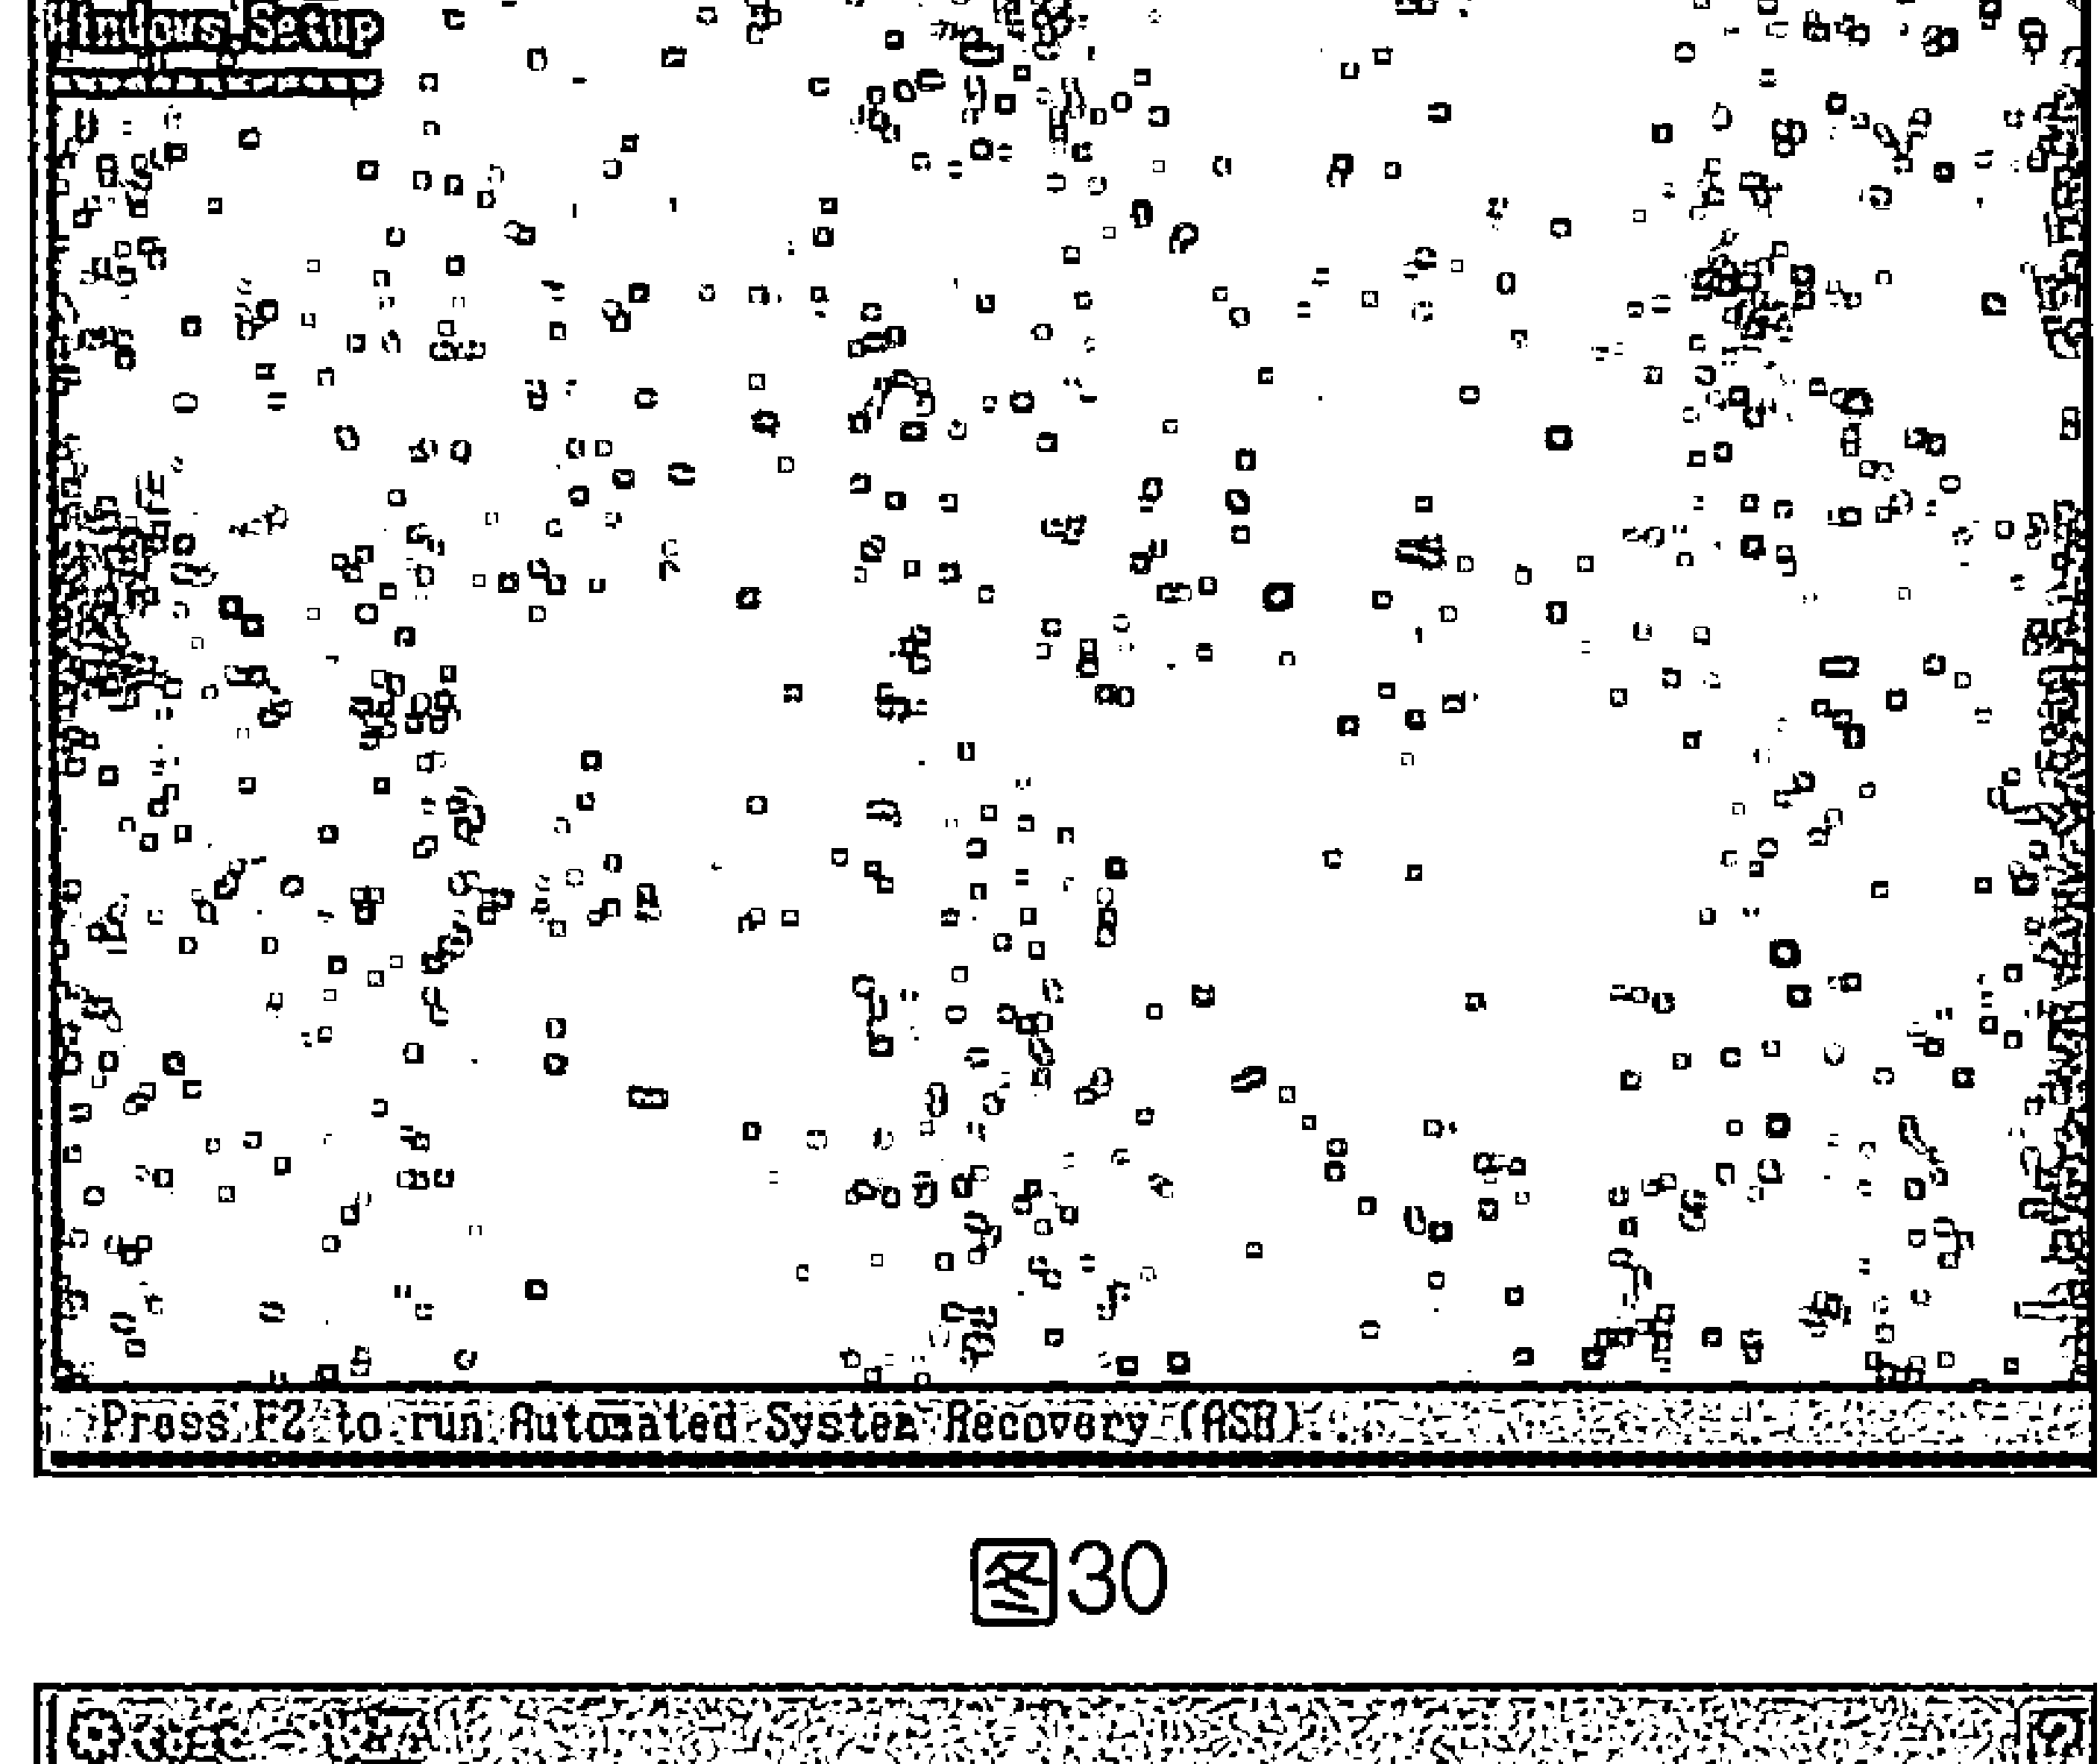 Windows Setup
Press F2 to run Automated System Recovery (ASR)...
图30